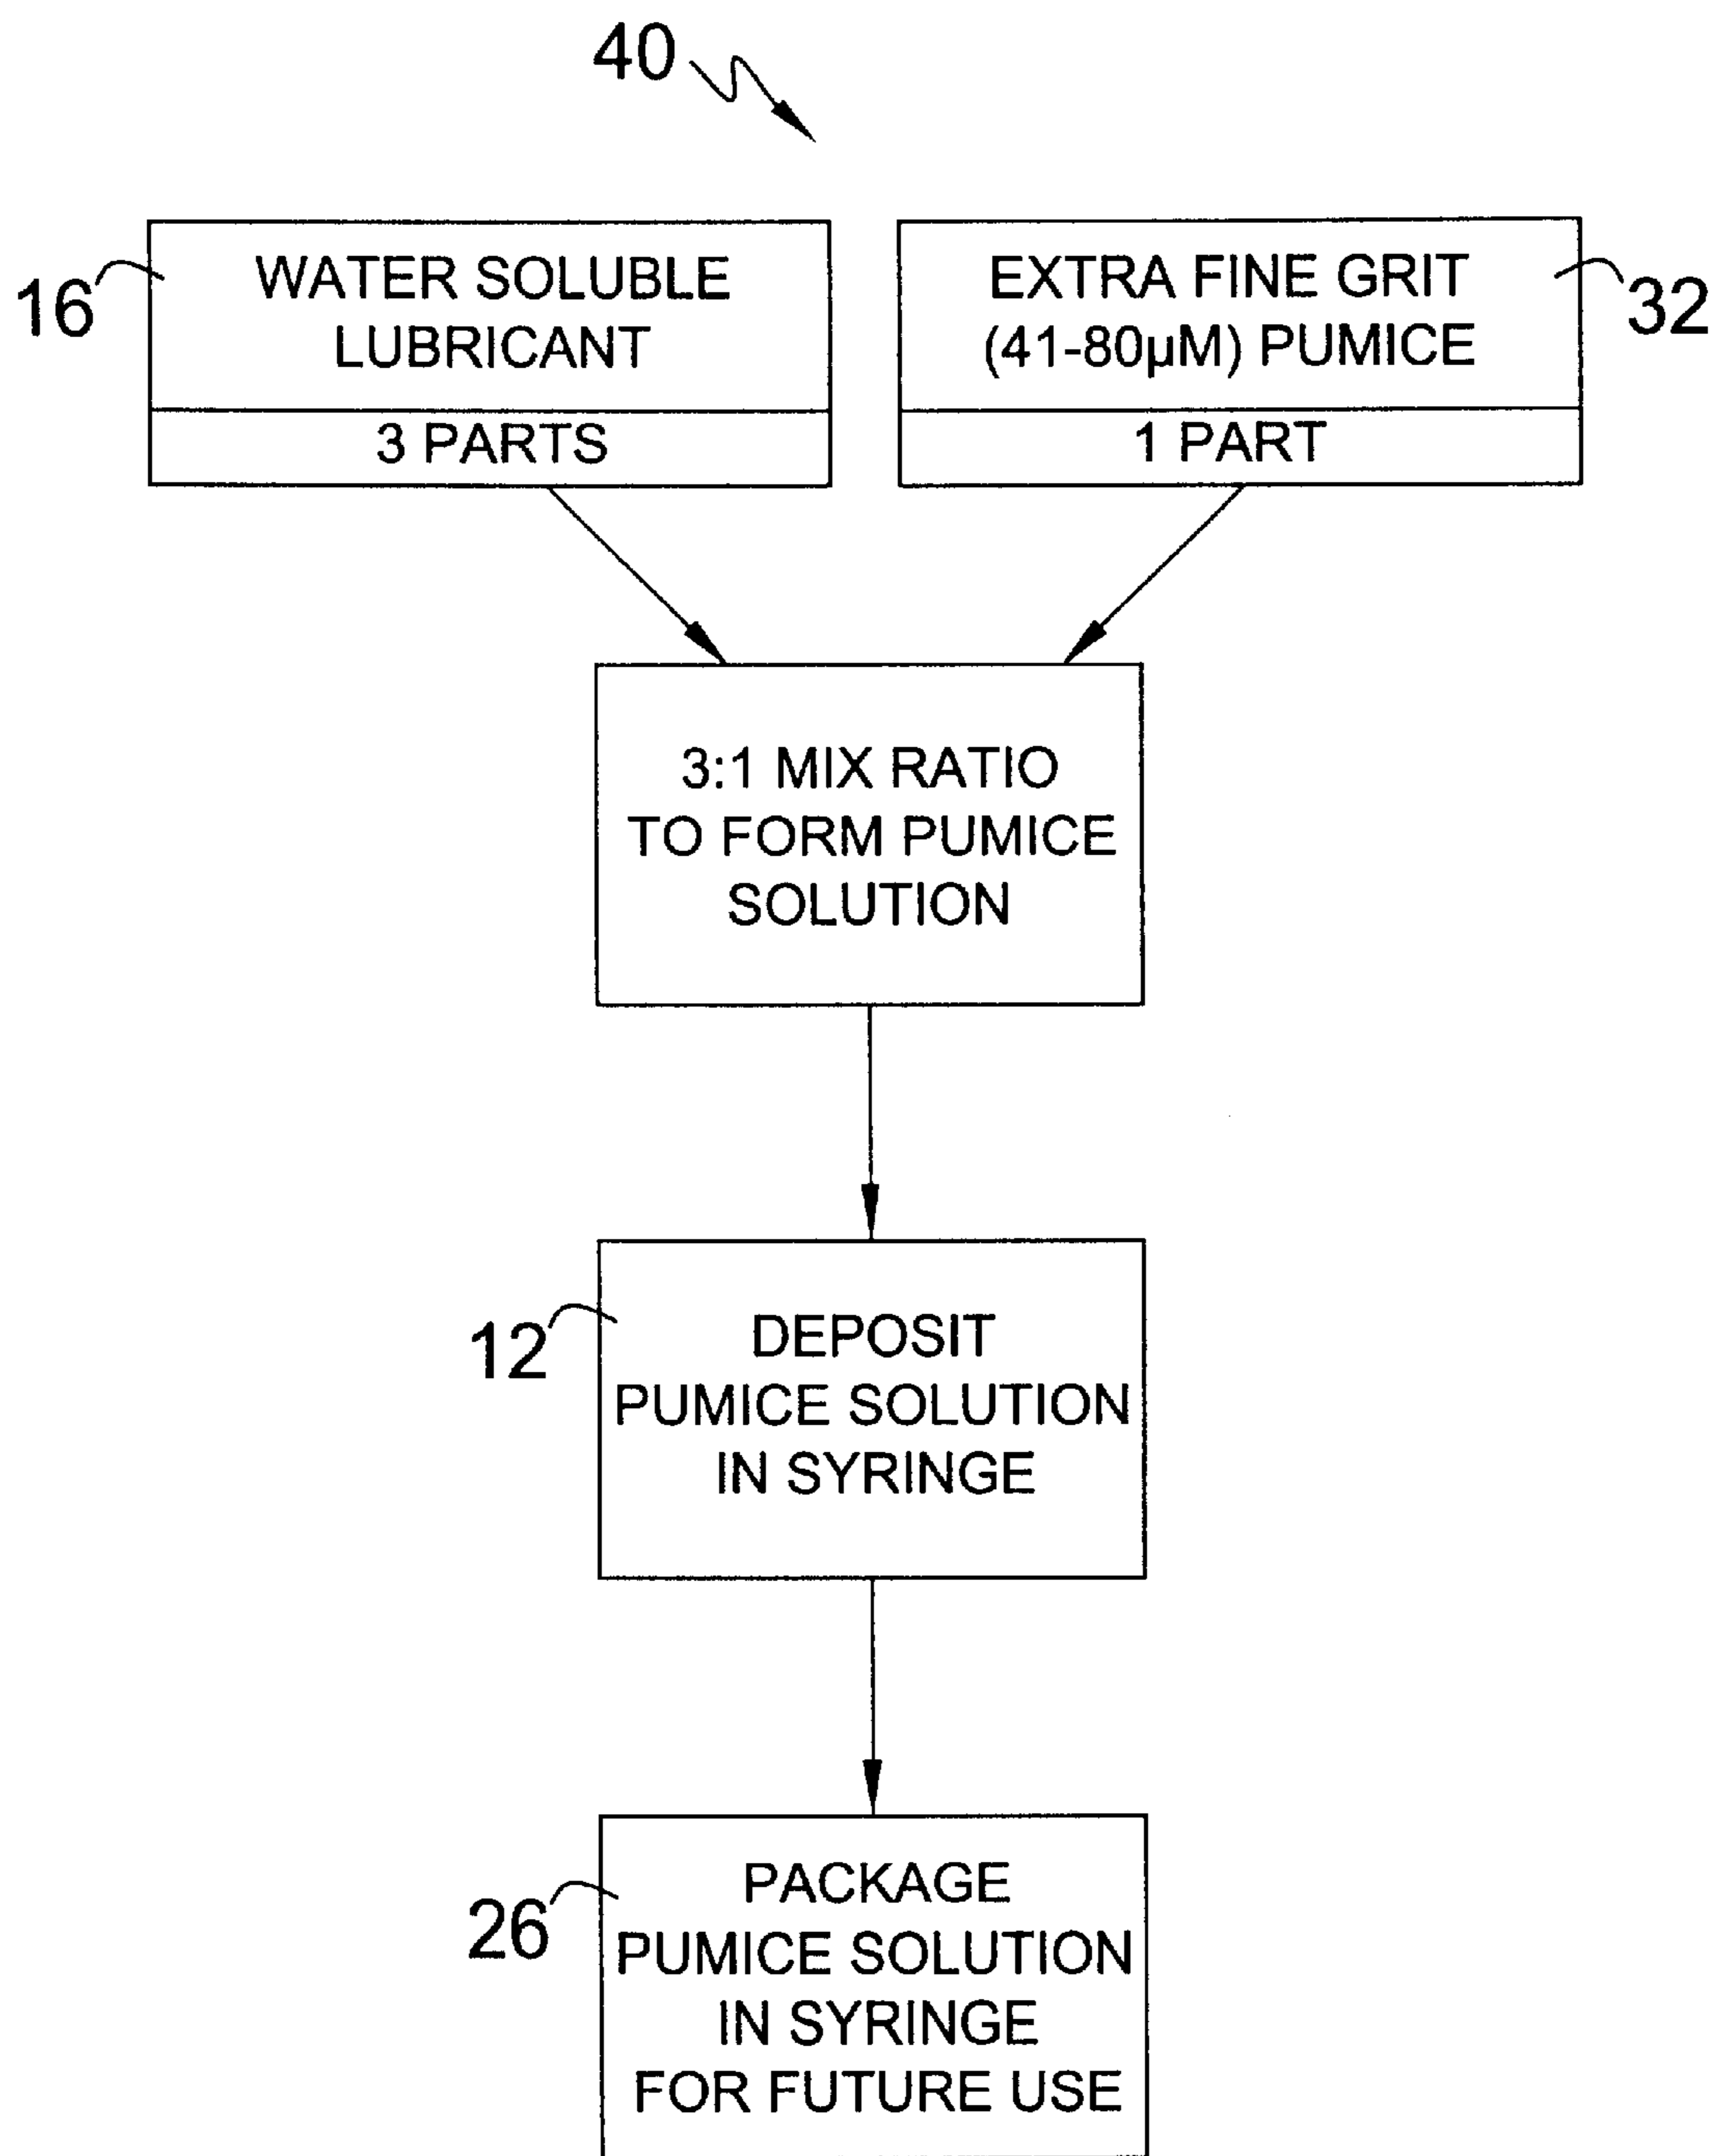 40
16
WATER SOLUBLE
LUBRICANT
3 PARTS
EXTRA FINE GRIT
(41-80µM) PUMICE
1 PART
32
3:1 MIX RATIO
TO FORM PUMICE
SOLUTION
12
DEPOSIT
PUMICE SOLUTION
IN SYRINGE
26
PACKAGE
PUMICE SOLUTION
IN SYRINGE
FOR FUTURE USE